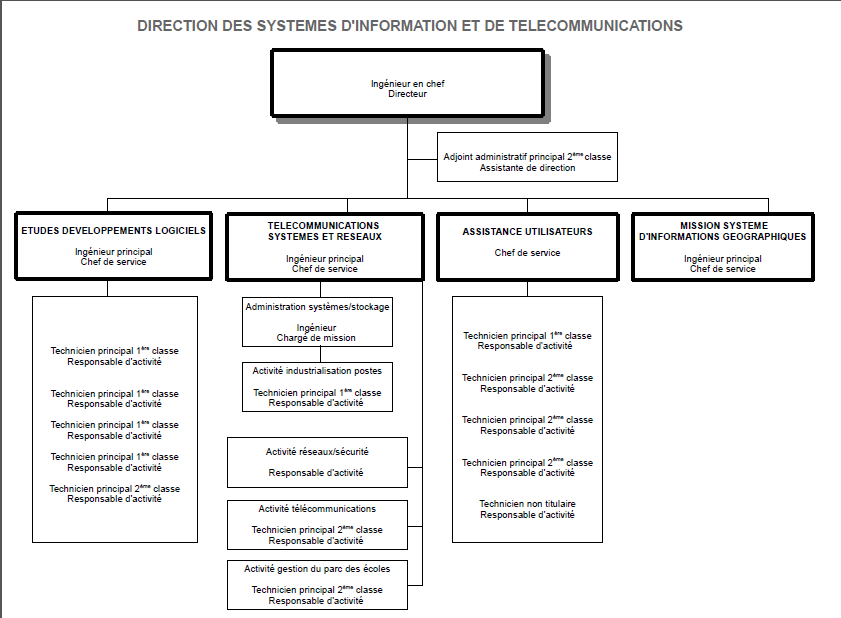 DIRECTION DES SYSTEMES D'INFORMATION ET DE TELECOMMUNICATIONS
Ingénieur en chef
Directeur
Adjoint administratif principal 2ème classe
Assistante de direction
ETUDES DEVELOPPEMENTS LOGICIELS
Ingénieur principal
Chef de service
TELECOMMUNICATIONS
SYSTEMES ET RESEAUX
Ingénieur principal
Chef de service
ASSISTANCE UTILISATEURS
Chef de service
MISSION SYSTEME
D'INFORMATIONS GEOGRAPHIQUES
Ingénieur principal
Chef de service
Technicien principal 1ère classe
Responsable d'activité
Technicien principal 1ère classe
Responsable d'activité
Technicien principal 1ère classe
Responsable d'activité
Technicien principal 1ère classe
Responsable d'activité
Technicien principal 2ème classe
Responsable d'activité
Administration systèmes/stockage
Ingénieur
Chargé de mission
Activité industrialisation postes
Technicien principal 1ère classe
Responsable d'activité
Activité réseaux/sécurité
Responsable d'activité
Activité télécommunications
Technicien principal 2ème classe
Responsable d'activité
Activité gestion du parc des écoles
Technicien principal 2ème classe
Responsable d'activité
Technicien principal 1ère classe
Responsable d'activité
Technicien principal 2ème classe
Responsable d'activité
Technicien principal 2ème classe
Responsable d'activité
Technicien principal 2ème classe
Responsable d'activité
Technicien non titulaire
Responsable d'activité